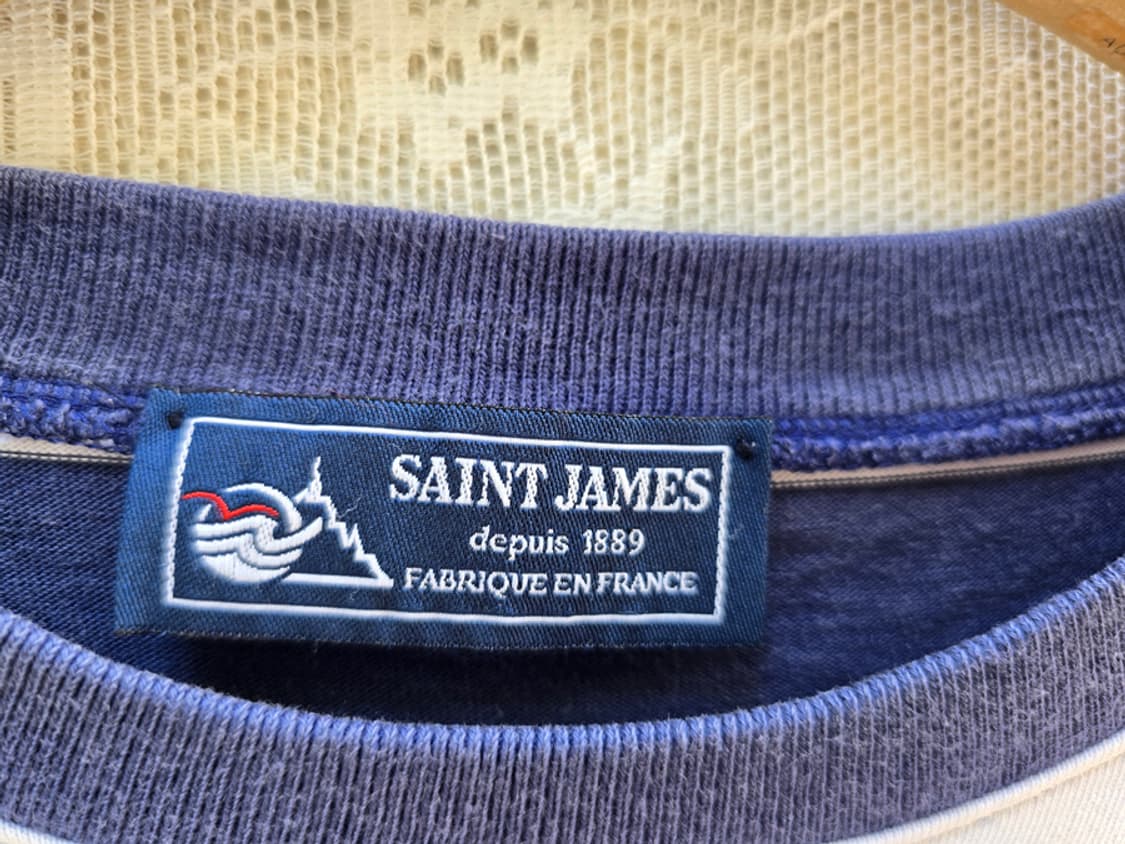 SAINT JAMES
depuis 1889
FABRIQUE EN FRANCE